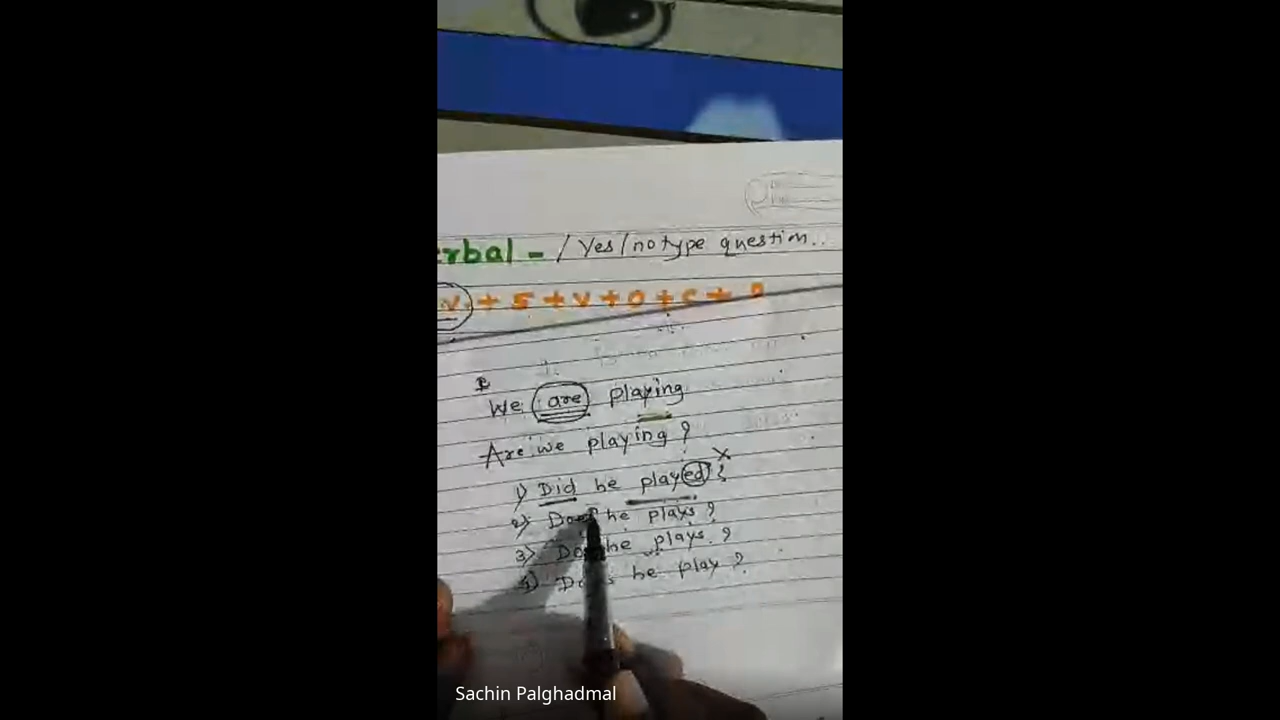 erbal - / Yes/no type question..
v + S + V + O + C + ?
We are playing
Are we playing ?
1) Did he played ? X
2) he plays ?
3) he plays ?
4) he play ?
Sachin Palghadmal